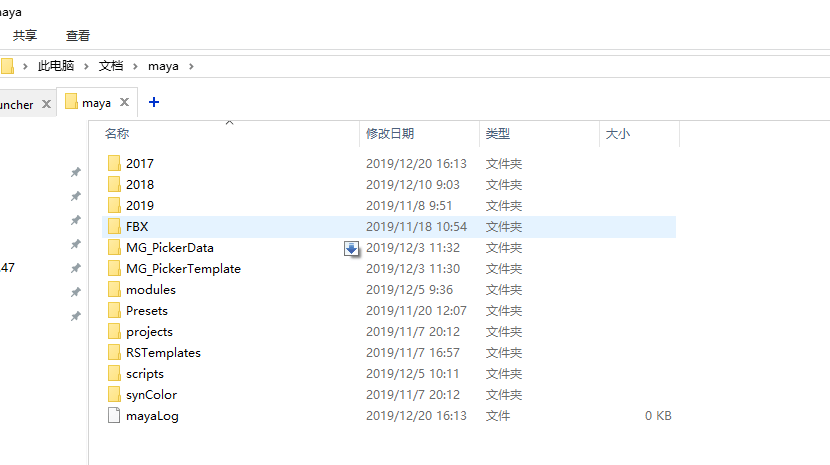 maya
共享 查看
此电脑 文档 maya
uncher maya
名称 修改日期 类型 大小
2017 2019/12/20 16:13 文件夹
2018 2019/12/10 9:03 文件夹
2019 2019/11/8 9:51 文件夹
FBX 2019/11/18 10:54 文件夹
MG_PickerData 2019/12/3 11:32 文件夹
MG_PickerTemplate 2019/12/3 11:30 文件夹
.47 modules 2019/12/5 9:36 文件夹
Presets 2019/11/20 12:07 文件夹
projects 2019/11/7 20:12 文件夹
RSTemplates 2019/11/7 16:57 文件夹
scripts 2019/12/5 10:11 文件夹
synColor 2019/11/7 20:12 文件夹
mayaLog 2019/12/20 16:13 文件 0 KB